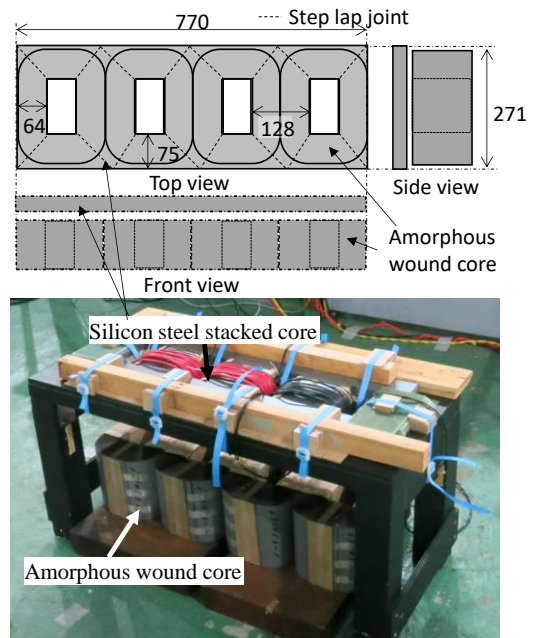 770
Step lap joint
64
128
75
271
Top view
Side view
Amorphous
wound core
Front view
Silicon steel stacked core
Amorphous wound core